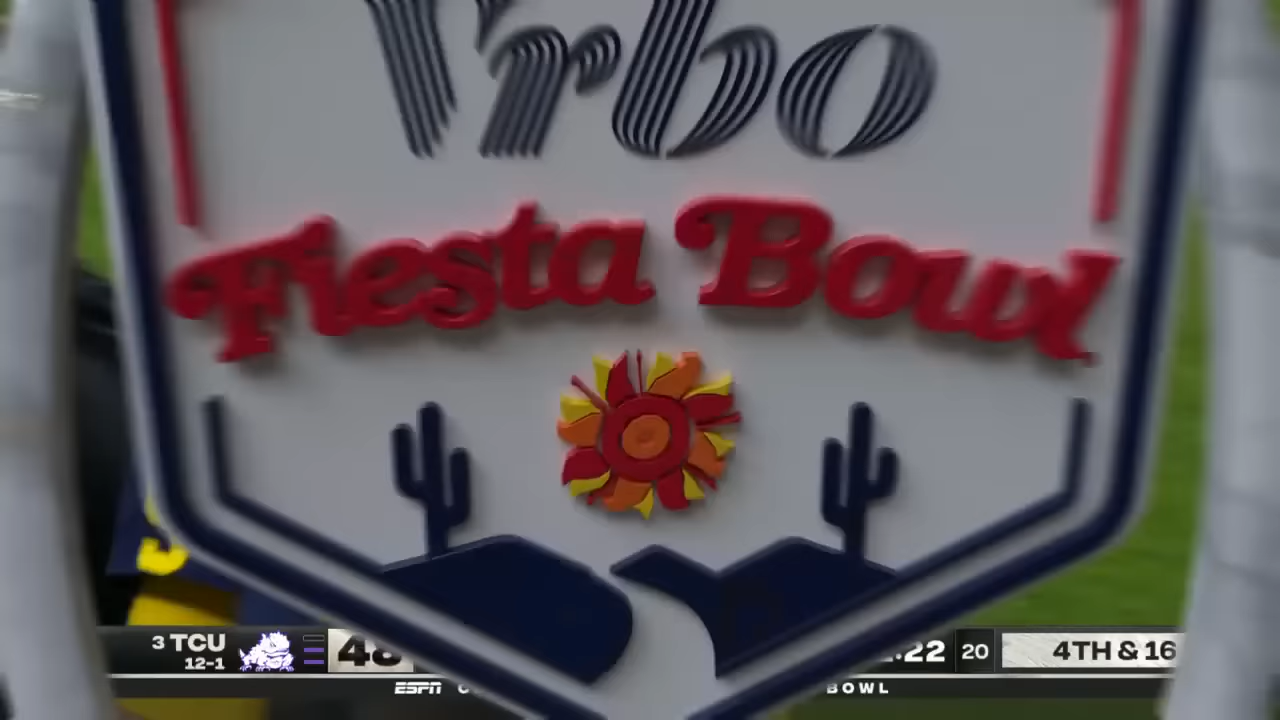 Vrbo
Fiesta Bowl
3 TCU
12-1
48
:22
20
4TH & 16
ESPN
BOWL